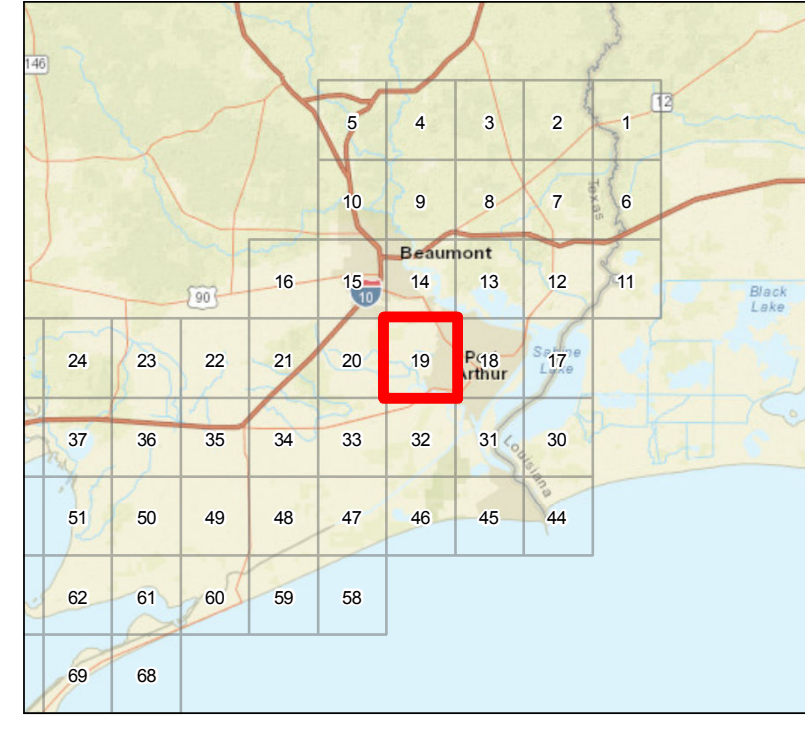 146
12
5 4 3 2 1
10 9 8 7 6
Texas
Beaumont
16 15 14 13 12 11
10
90
Black
Lake
24 23 22 21 20 19 18 17
Port
Arthur
Sabine
Lake
37 36 35 34 33 32 31 30
Louisiana
51 50 49 48 47 46 45 44
62 61 60 59 58
69 68